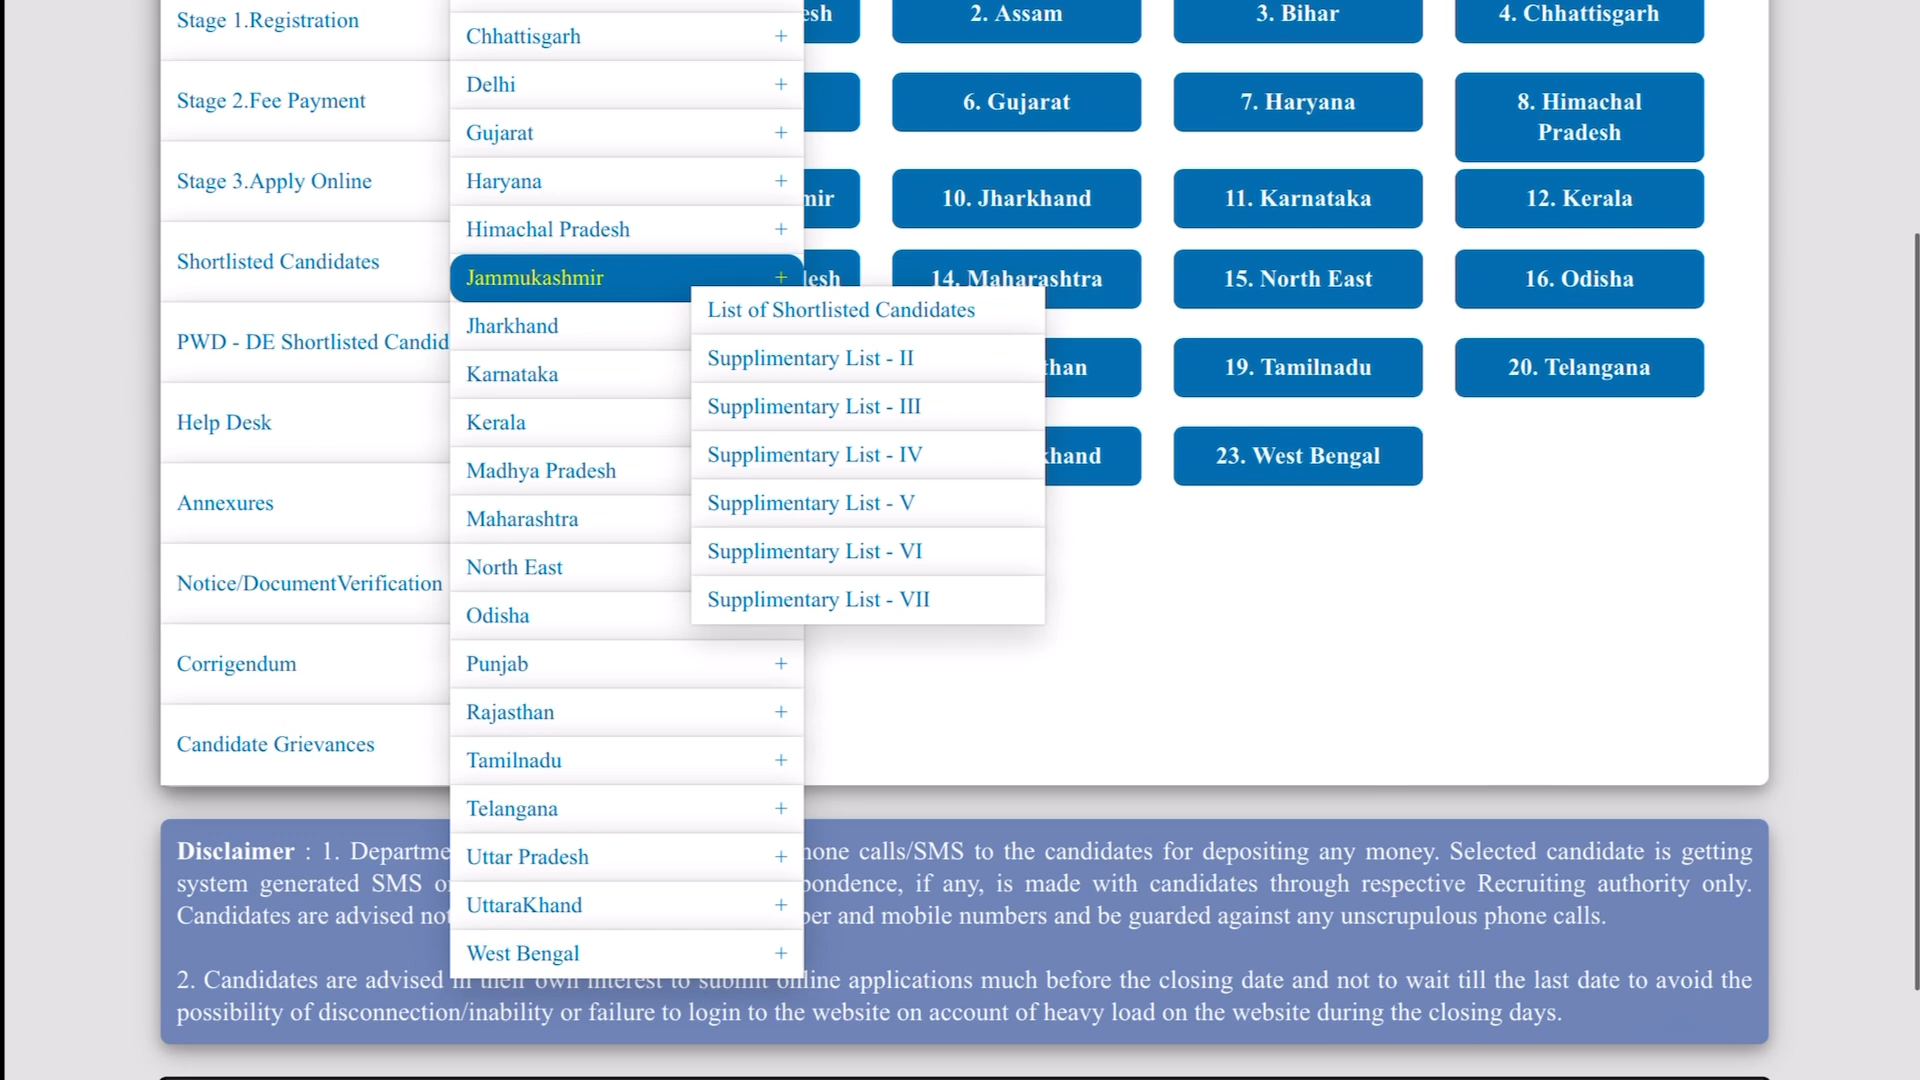 Stage 1.Registration
Stage 2.Fee Payment
Stage 3.Apply Online
Shortlisted Candidates
PWD - DE Shortlisted Candid
Help Desk
Annexures
Notice/DocumentVerification
Corrigendum
Candidate Grievances
Chhattisgarh +
Delhi +
Gujarat +
Haryana +
Himachal Pradesh +
Jammukashmir +
Jharkhand
Karnataka
Kerala
Madhya Pradesh
Maharashtra
North East
Odisha
Punjab +
Rajasthan +
Tamilnadu +
Telangana +
Uttar Pradesh +
UttaraKhand +
West Bengal +
List of Shortlisted Candidates
Supplimentary List - II
Supplimentary List - III
Supplimentary List - IV
Supplimentary List - V
Supplimentary List - VI
Supplimentary List - VII
2. Assam
3. Bihar
4. Chhattisgarh
6. Gujarat
7. Haryana
8. Himachal
Pradesh
10. Jharkhand
11. Karnataka
12. Kerala
14. Maharashtra
15. North East
16. Odisha
19. Tamilnadu
20. Telangana
23. West Bengal
Disclaimer : 1. Departme hone calls/SMS to the candidates for depositing any money. Selected candidate is getting
system generated SMS o pondence, if any, is made with candidates through respective Recruiting authority only.
Candidates are advised not ber and mobile numbers and be guarded against any unscrupulous phone calls.
2. Candidates are advised in their own interest to submit online applications much before the closing date and not to wait till the last date to avoid the
possibility of disconnection/inability or failure to login to the website on account of heavy load on the website during the closing days.